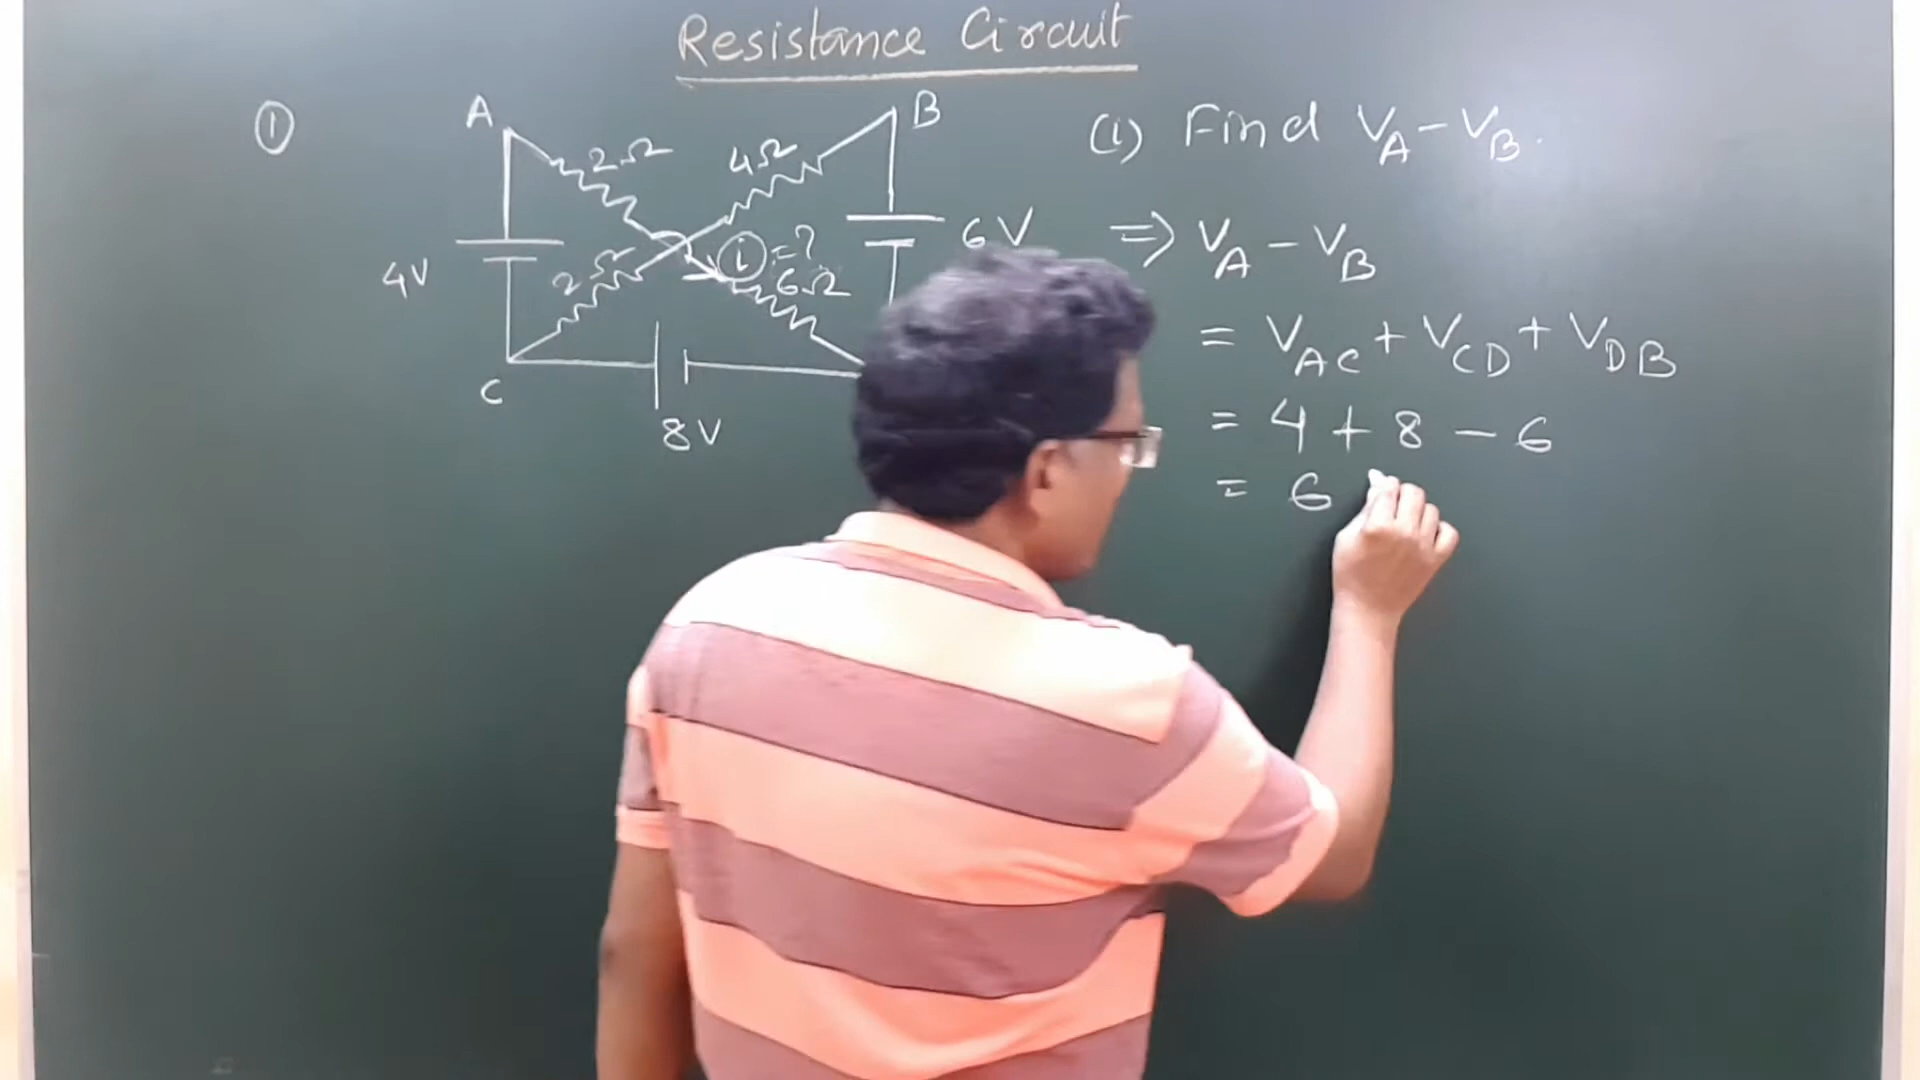 Resistance Circuit
①
A
B
2Ω
4Ω
(i) Find V_A - V_B.
4V
2Ω
i = ?
6Ω
6V
⇒ V_A - V_B
= V_AC + V_CD + V_DB
C
8V
= 4 + 8 - 6
= 6